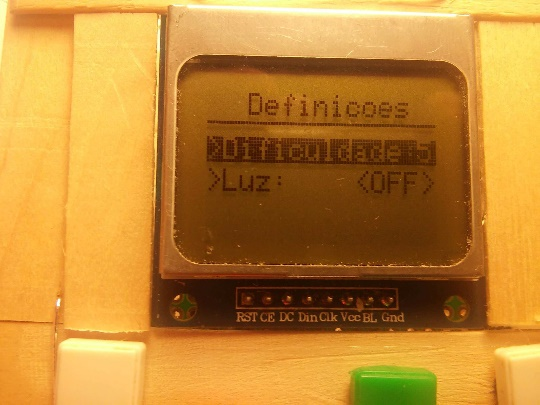 Definicoes
>Dificuldade:5
>Luz: <OFF>
RST CE DC Din Clk Vcc BL Gnd